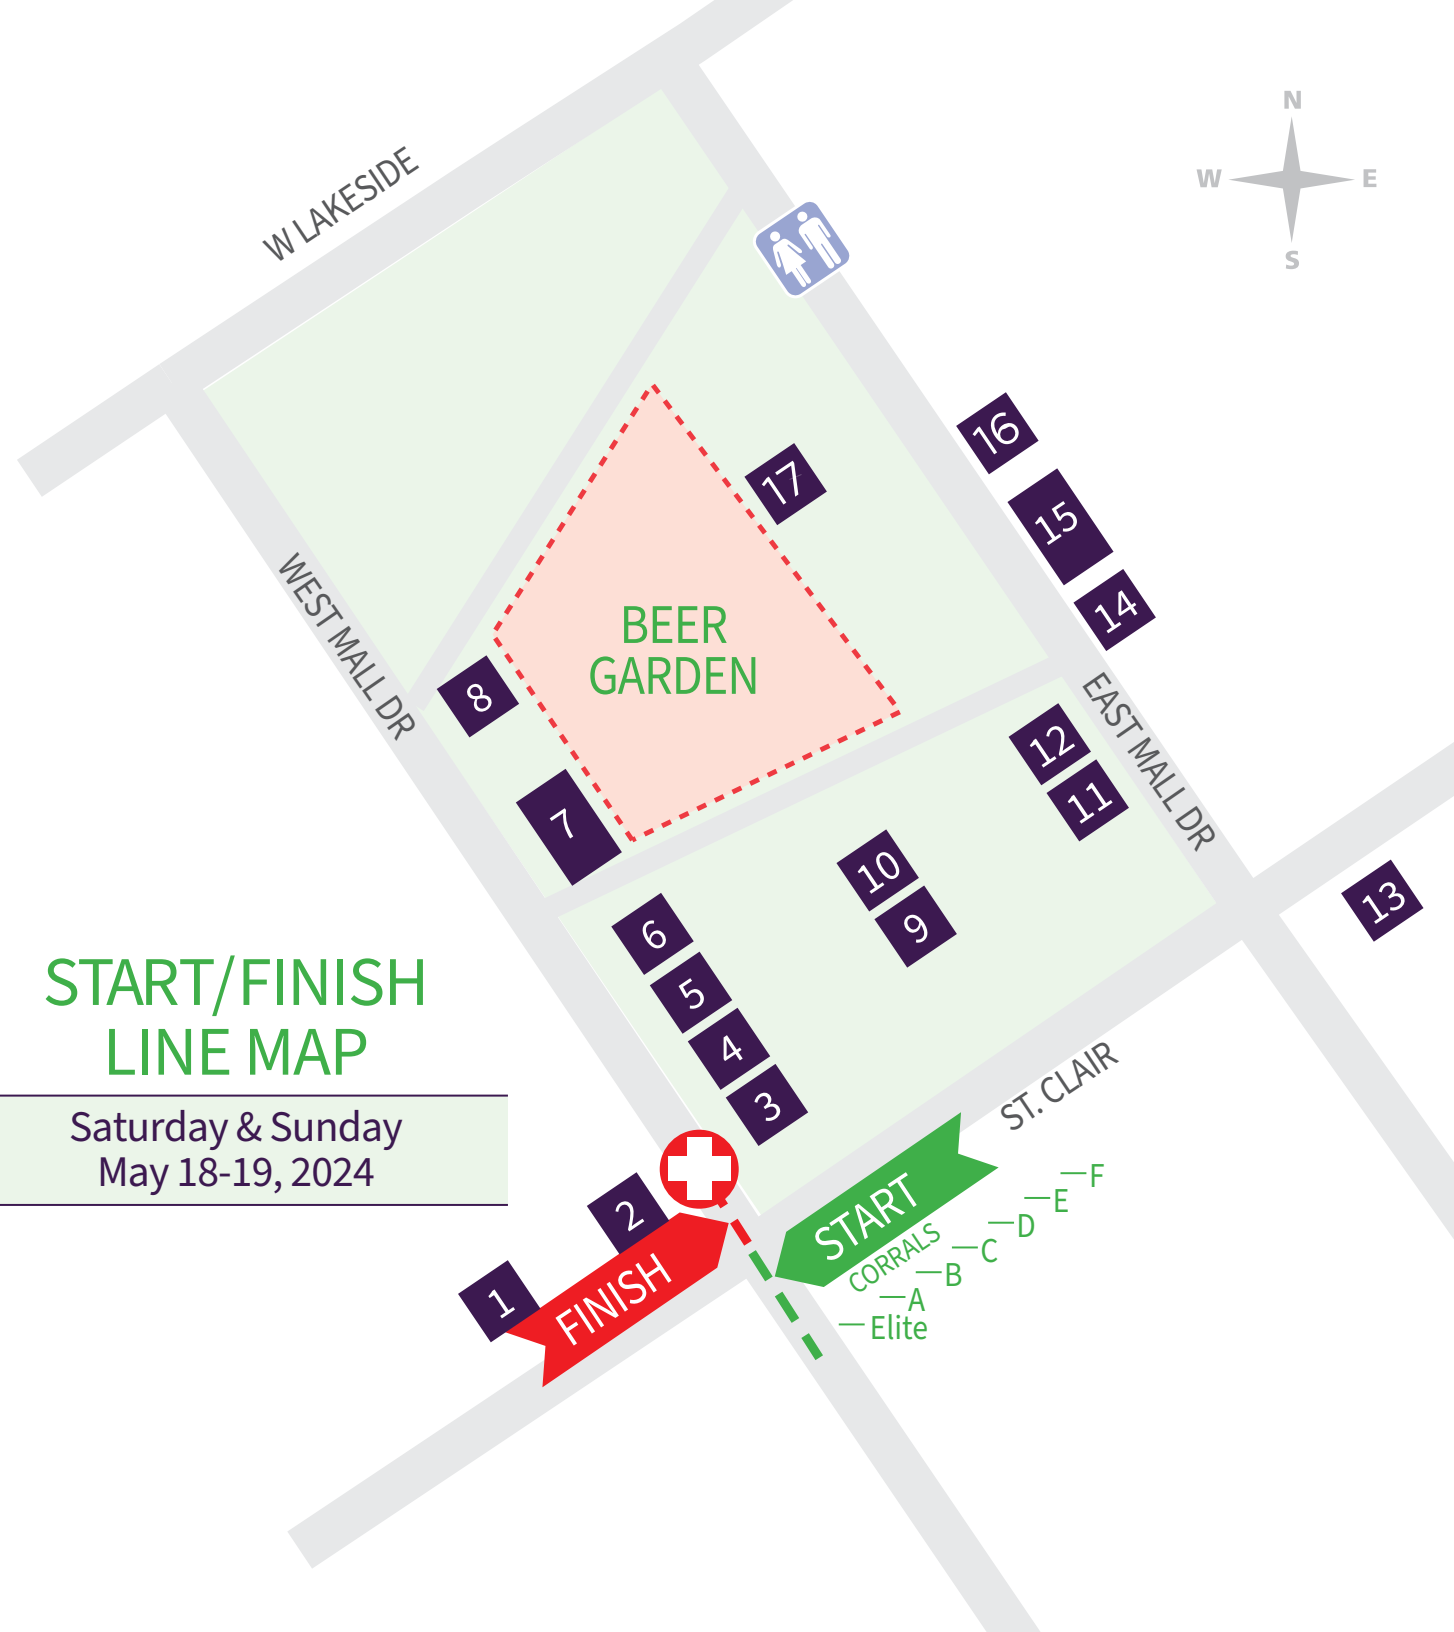 N
W E
S
W LAKESIDE
16
17
15
14
WEST MALL DR
BEER
GARDEN
8
EAST MALL DR
12
11
7
10
9
13
6
5
4
3
START/FINISH
LINE MAP
Saturday & Sunday
May 18-19, 2024
ST. CLAIR
2
1
FINISH
START
CORRALS
F
E
D
C
B
A
Elite